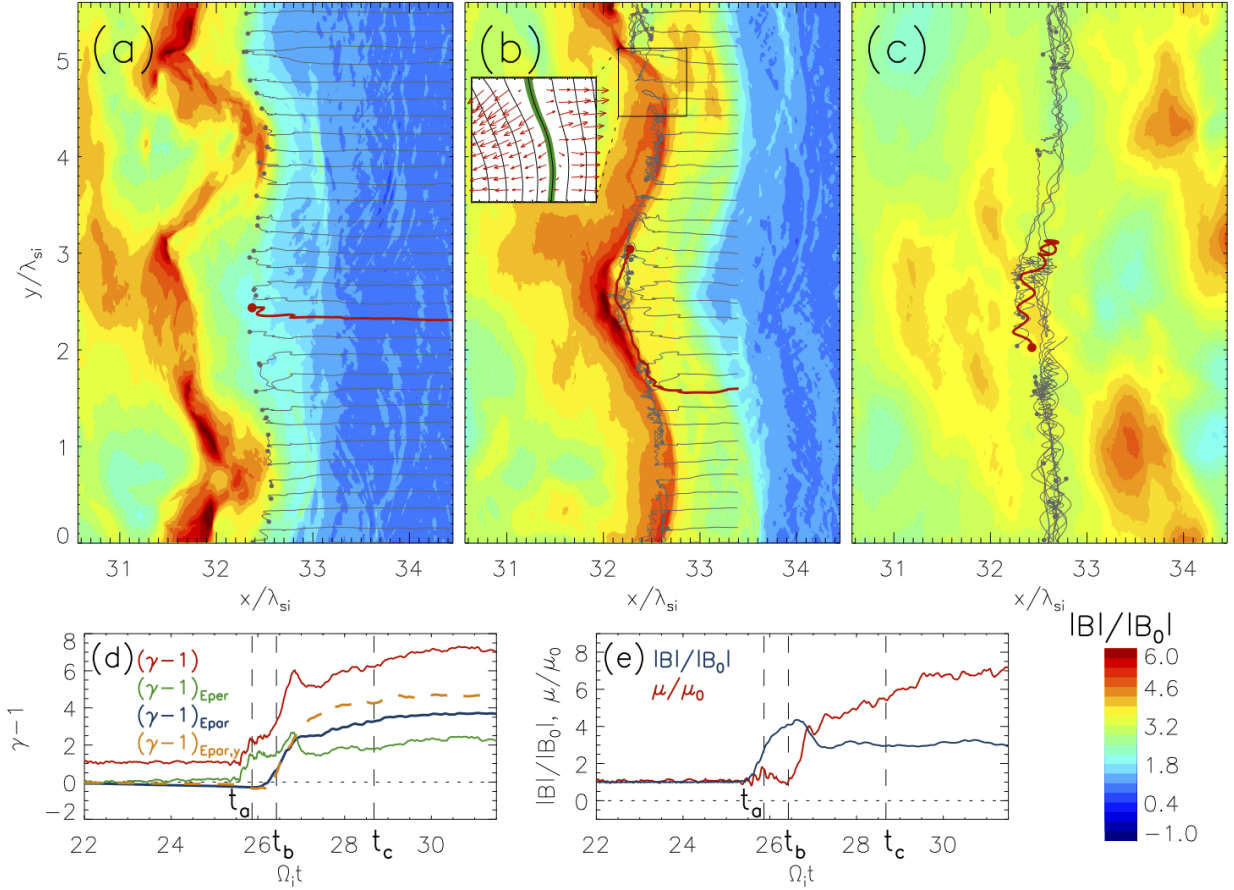 (a)
(b)
(c)
y/λsi
5
4
3
2
1
0
31 32 33 34
31 32 33 34
31 32 33 34
x/λsi
x/λsi
x/λsi
(d)
(γ−1)
(γ−1)Eper
(γ−1)Epar
(γ−1)Epar,y
γ−1
8
6
4
2
0
−2
ta
22 24 26 tb 28 tc 30
Ωit
(e)
|B|/|B0|
μ/μ0
|B|/|B0|, μ/μ0
8
6
4
2
0
ta
22 24 26 tb 28 tc 30
Ωit
|B|/|B0|
6.0
4.6
3.2
1.8
0.4
−1.0